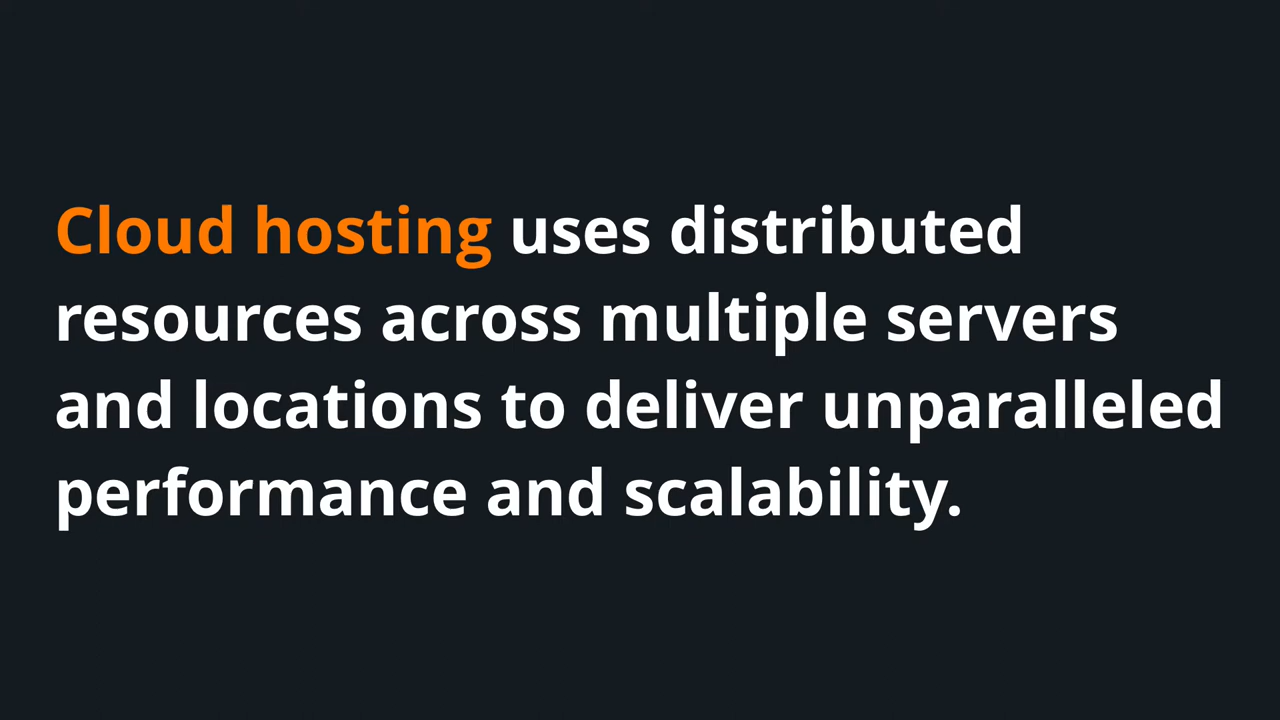 Cloud hosting uses distributed
resources across multiple servers
and locations to deliver unparalleled
performance and scalability.